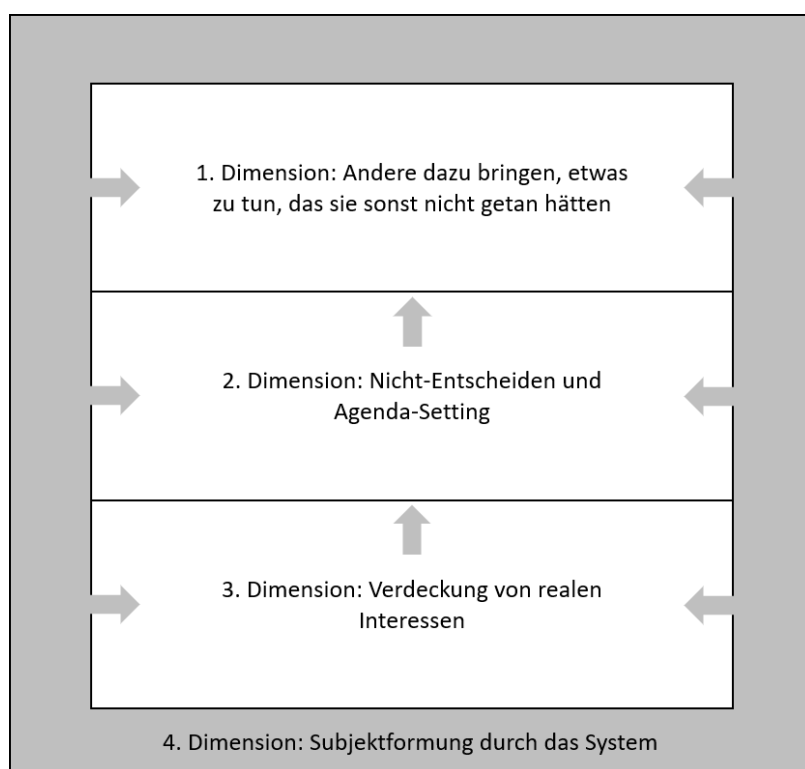 1. Dimension: Andere dazu bringen, etwas
zu tun, das sie sonst nicht getan hätten
2. Dimension: Nicht-Entscheiden und
Agenda-Setting
3. Dimension: Verdeckung von realen
Interessen
4. Dimension: Subjektformung durch das System